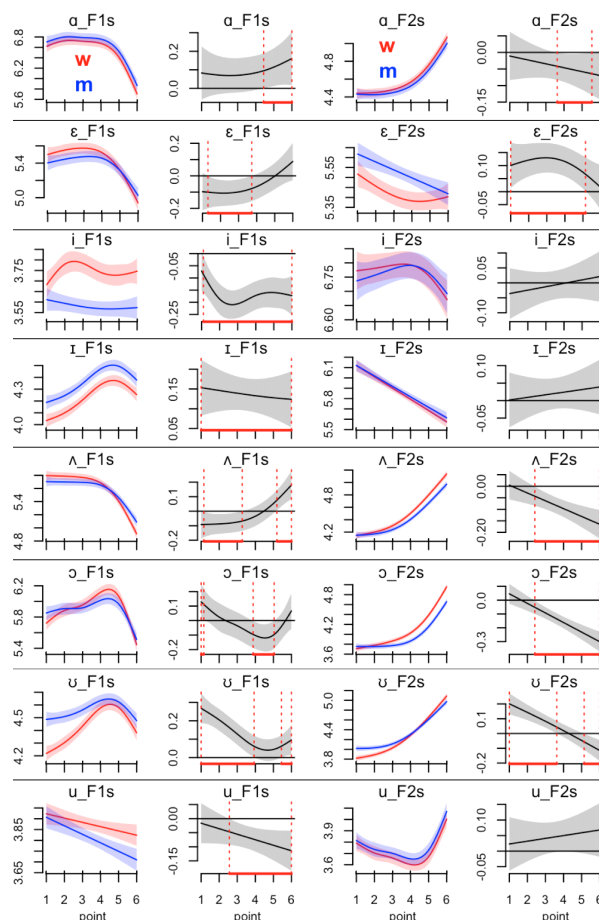 ɑ_F1s ɑ_F1s ɑ_F2s ɑ_F2s
5.6 6.2 6.8 0.0 0.2 4.4 4.8 -0.15 0.00
w w
m m
ɛ_F1s ɛ_F1s ɛ_F2s ɛ_F2s
5.0 5.4 -0.2 0.0 0.2 5.35 5.55 0.00 0.10
i_F1s i_F1s i_F2s i_F2s
3.55 3.75 -0.25 -0.05 6.60 6.75 -0.10 0.05
ɪ_F1s ɪ_F1s ɪ_F2s ɪ_F2s
4.0 4.3 0.05 0.15 5.5 5.8 6.1 -0.05 0.10
ʌ_F1s ʌ_F1s ʌ_F2s ʌ_F2s
4.8 5.4 -0.2 0.1 4.2 4.8 -0.20 0.00
ɔ_F1s ɔ_F1s ɔ_F2s ɔ_F2s
5.4 5.8 6.2 -0.2 0.1 3.6 4.2 4.8 -0.3 0.0
ʊ_F1s ʊ_F1s ʊ_F2s ʊ_F2s
4.2 4.5 0.0 0.2 3.8 4.4 5.0 -0.2 0.1
u_F1s u_F1s u_F2s u_F2s
3.65 3.85 -0.15 0.00 3.6 3.9 -0.05 0.10
1 2 3 4 5 6 1 2 3 4 5 6 1 2 3 4 5 6 1 2 3 4 5 6
point point point point